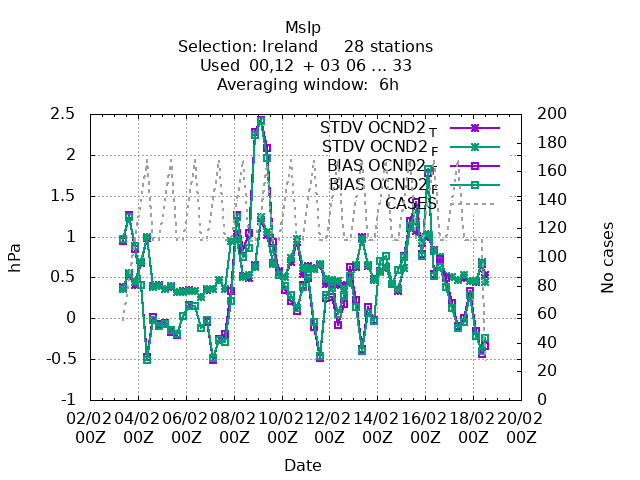 Mslp
Selection: Ireland 28 stations
Used 00,12 + 03 06 ... 33
Averaging window: 6h
2.5
2
1.5
1
0.5
0
-0.5
-1
hPa
200
180
160
140
120
100
80
60
40
20
0
No cases
STDV OCND2_T
STDV OCND2_F
BIAS OCND2_T
BIAS OCND2_F
CASES
02/02 04/02 06/02 08/02 10/02 12/02 14/02 16/02 18/02 20/02
00Z 00Z 00Z 00Z 00Z 00Z 00Z 00Z 00Z 00Z
Date